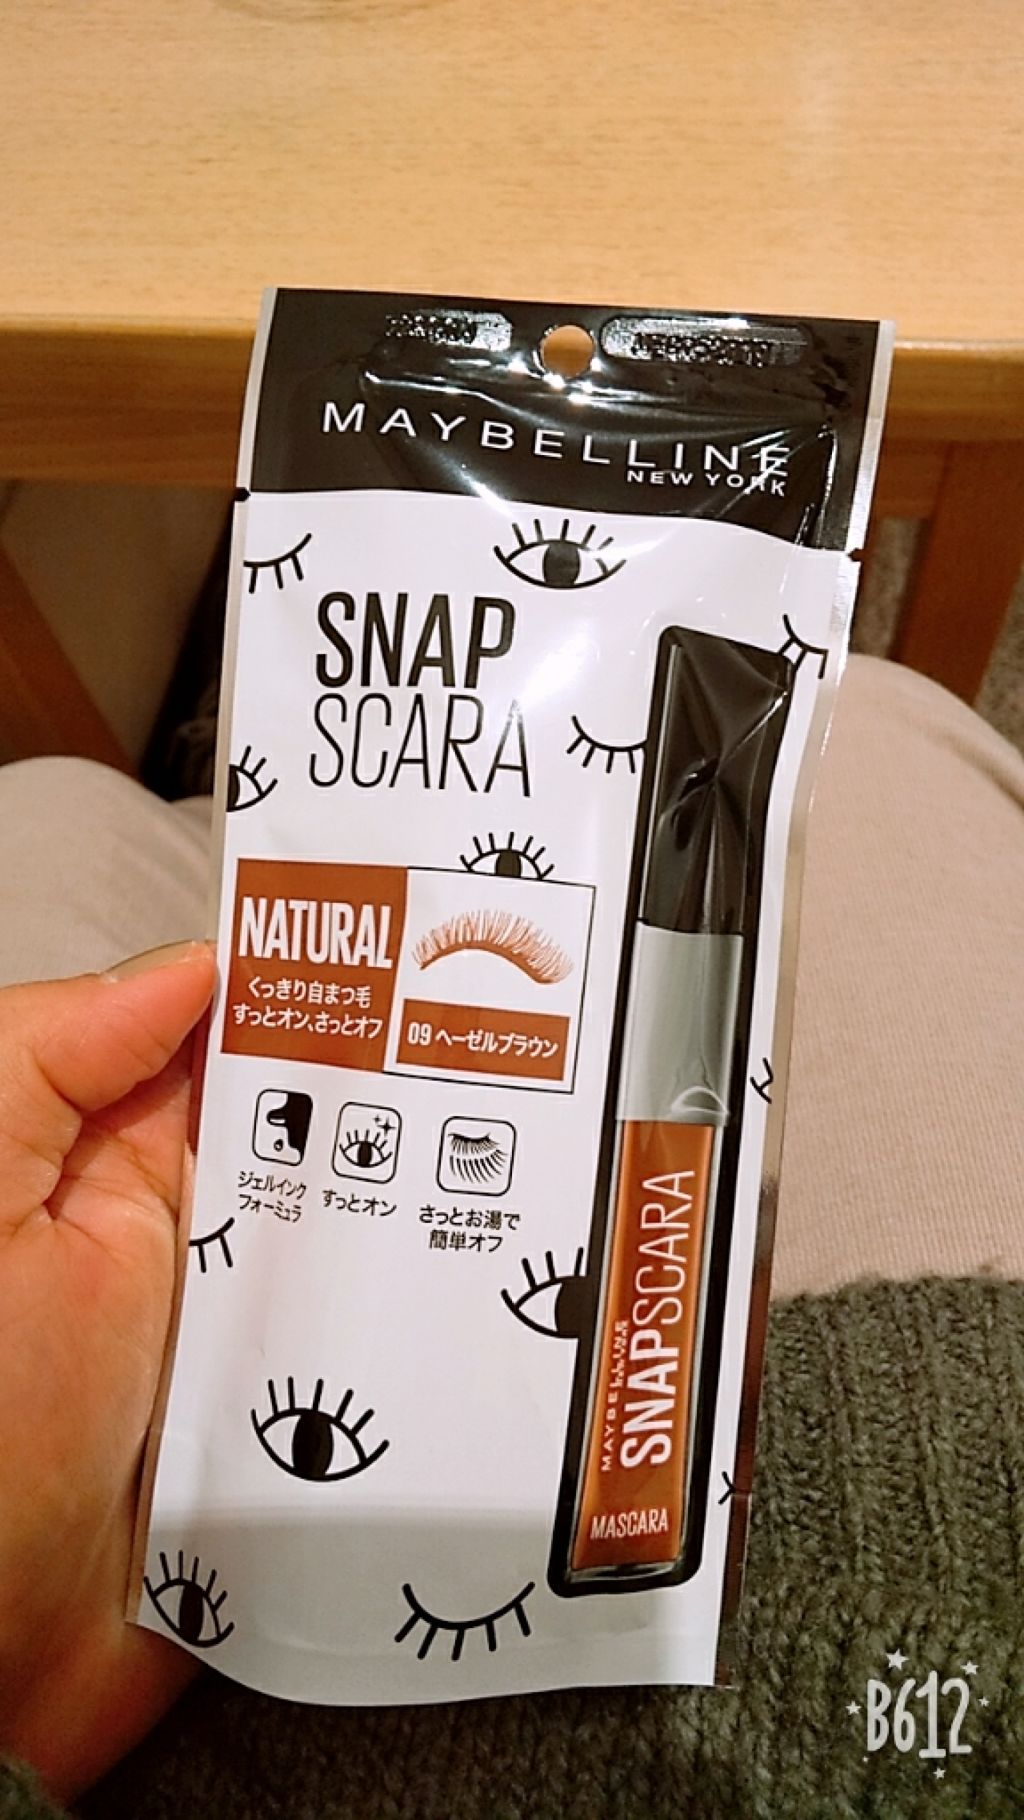 MAYBELLINE
NEW YORK
SNAP
SCARA
NATURAL
くっきり自まつ毛
すっとオン、さっとオフ
09 ヘーゼルブラウン
ジェルインク
フォーミュラ
すっとオン
さっとお湯で
簡単オフ
MAYBELLINE
SNAPSCARA
MASCARA
B612